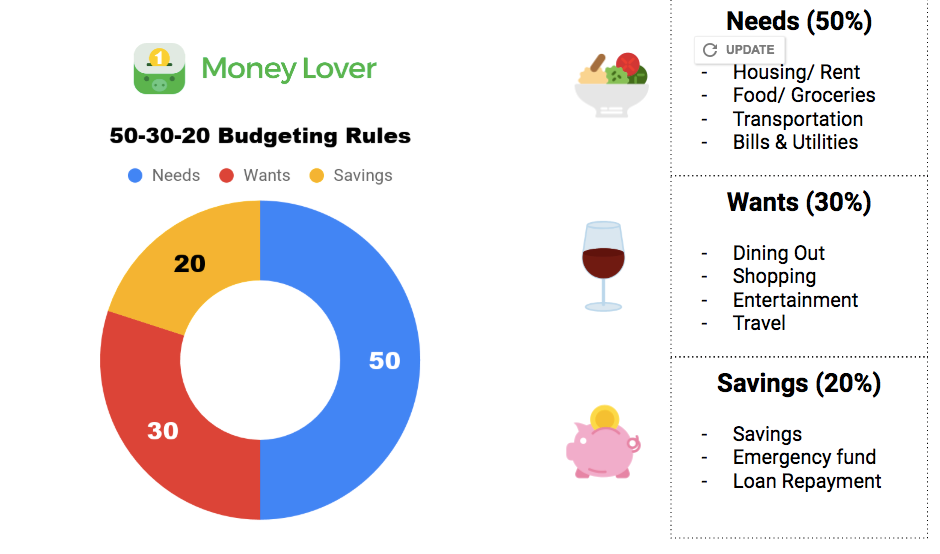 1
Money Lover
50-30-20 Budgeting Rules
Needs Wants Savings
20
50
30
Needs (50%)
UPDATE
- Housing/ Rent
- Food/ Groceries
- Transportation
- Bills & Utilities
Wants (30%)
- Dining Out
- Shopping
- Entertainment
- Travel
Savings (20%)
- Savings
- Emergency fund
- Loan Repayment